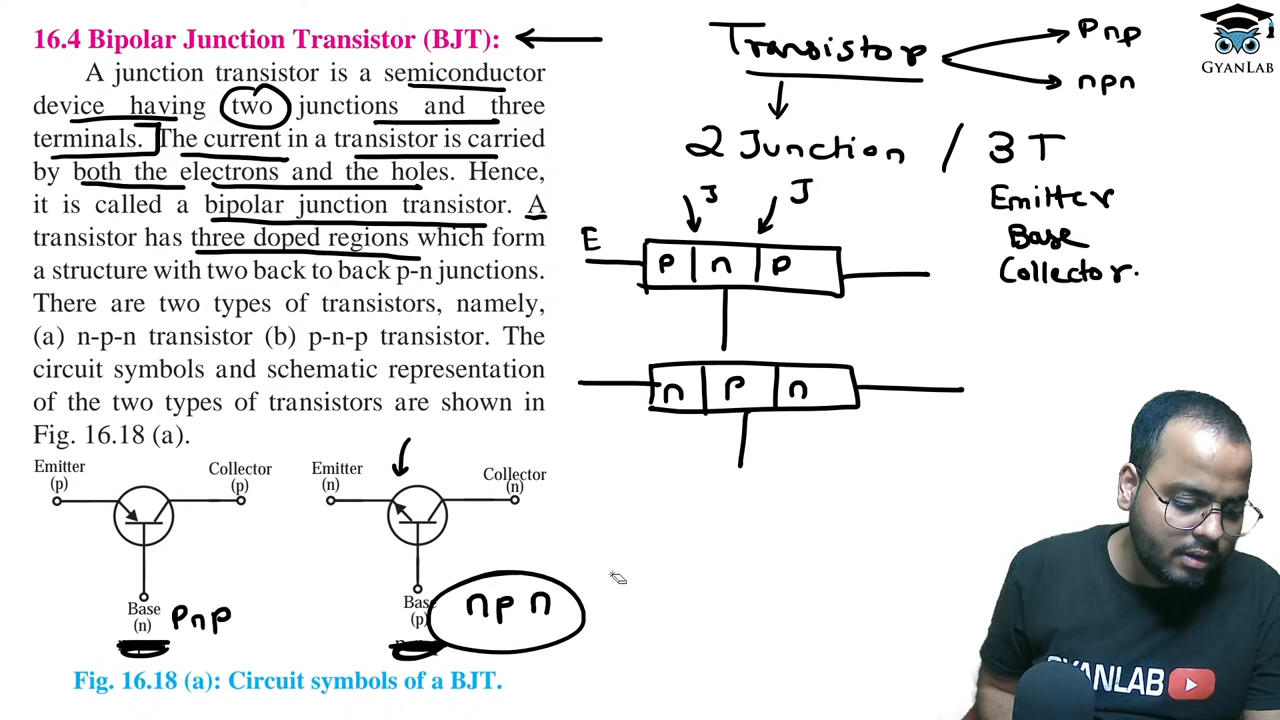 16.4 Bipolar Junction Transistor (BJT):
A junction transistor is a semiconductor
device having two junctions and three
terminals. The current in a transistor is carried
by both the electrons and the holes. Hence,
it is called a bipolar junction transistor. A
transistor has three doped regions which form
a structure with two back to back p-n junctions.
There are two types of transistors, namely,
(a) n-p-n transistor (b) p-n-p transistor. The
circuit symbols and schematic representation
of the two types of transistors are shown in
Fig. 16.18 (a).
Emitter
(p)
Collector
(p)
Base
(n)
pnp
Emitter
(n)
Collector
(n)
Base
(p)
npn
Fig. 16.18 (a): Circuit symbols of a BJT.
Transistor
pnp
npn
2 Junction / 3 T
Emitter
Base
Collector.
J
J
E
p n p
n p n
GYANLAB
GYANLAB